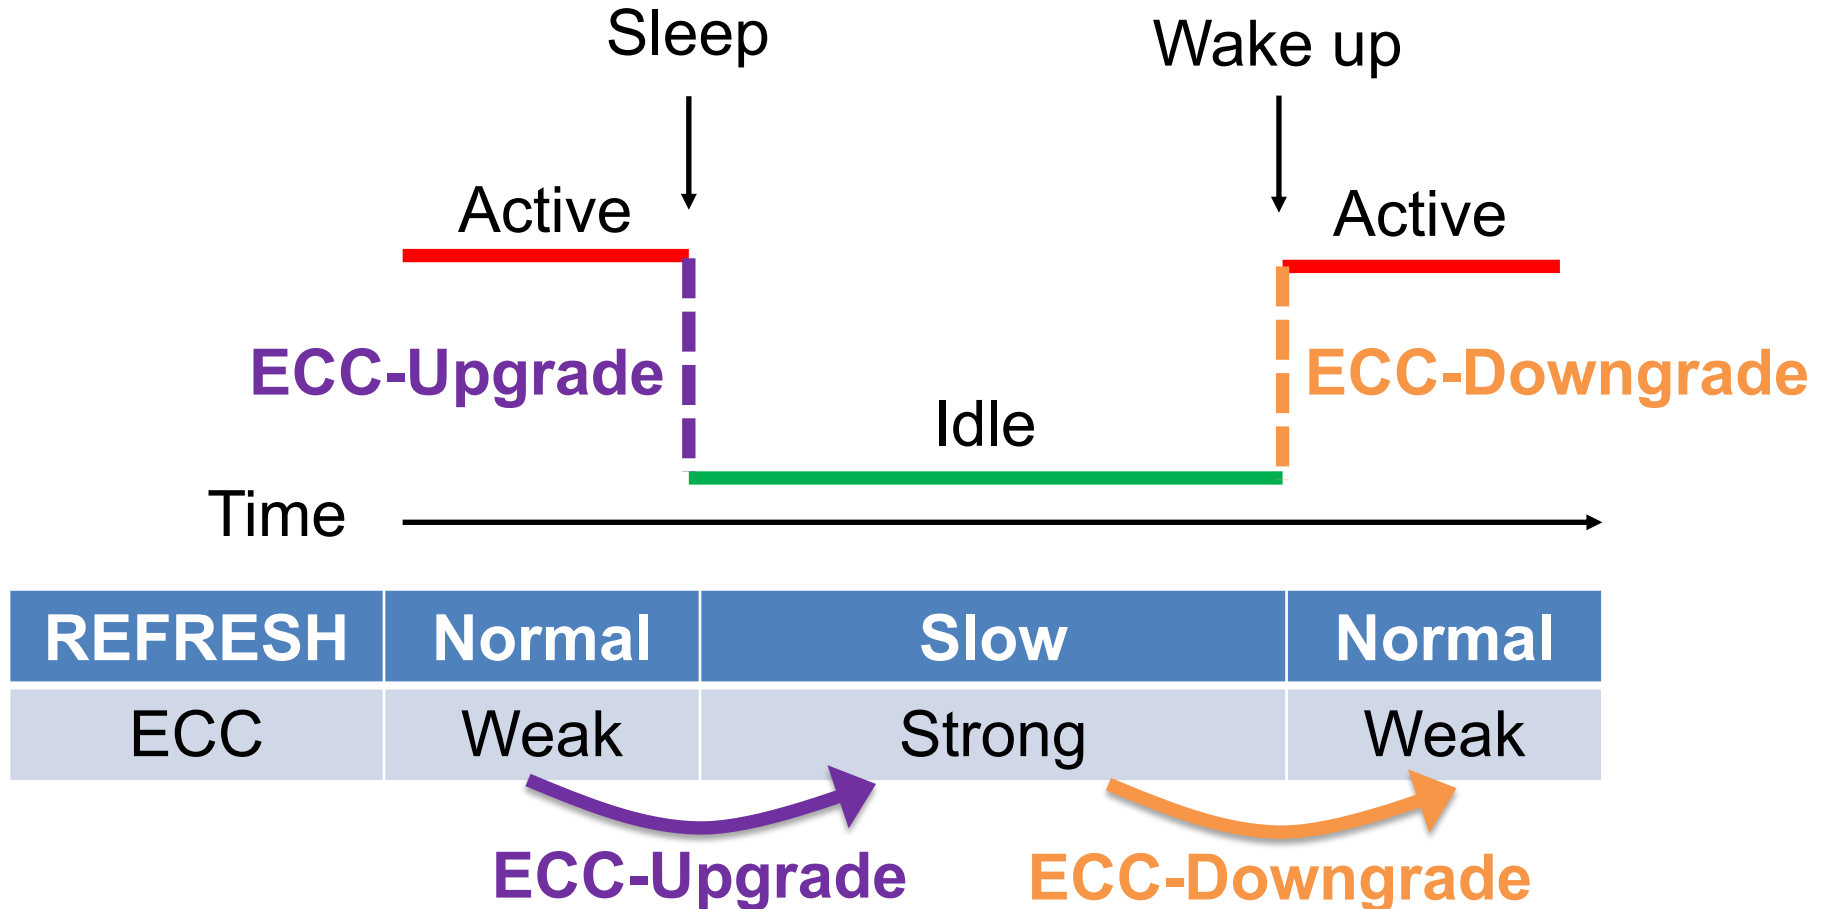 Sleep
Wake up
Active
Active
ECC-Upgrade
ECC-Downgrade
Idle
Time
REFRESH Normal Slow Normal
ECC Weak Strong Weak
ECC-Upgrade
ECC-Downgrade